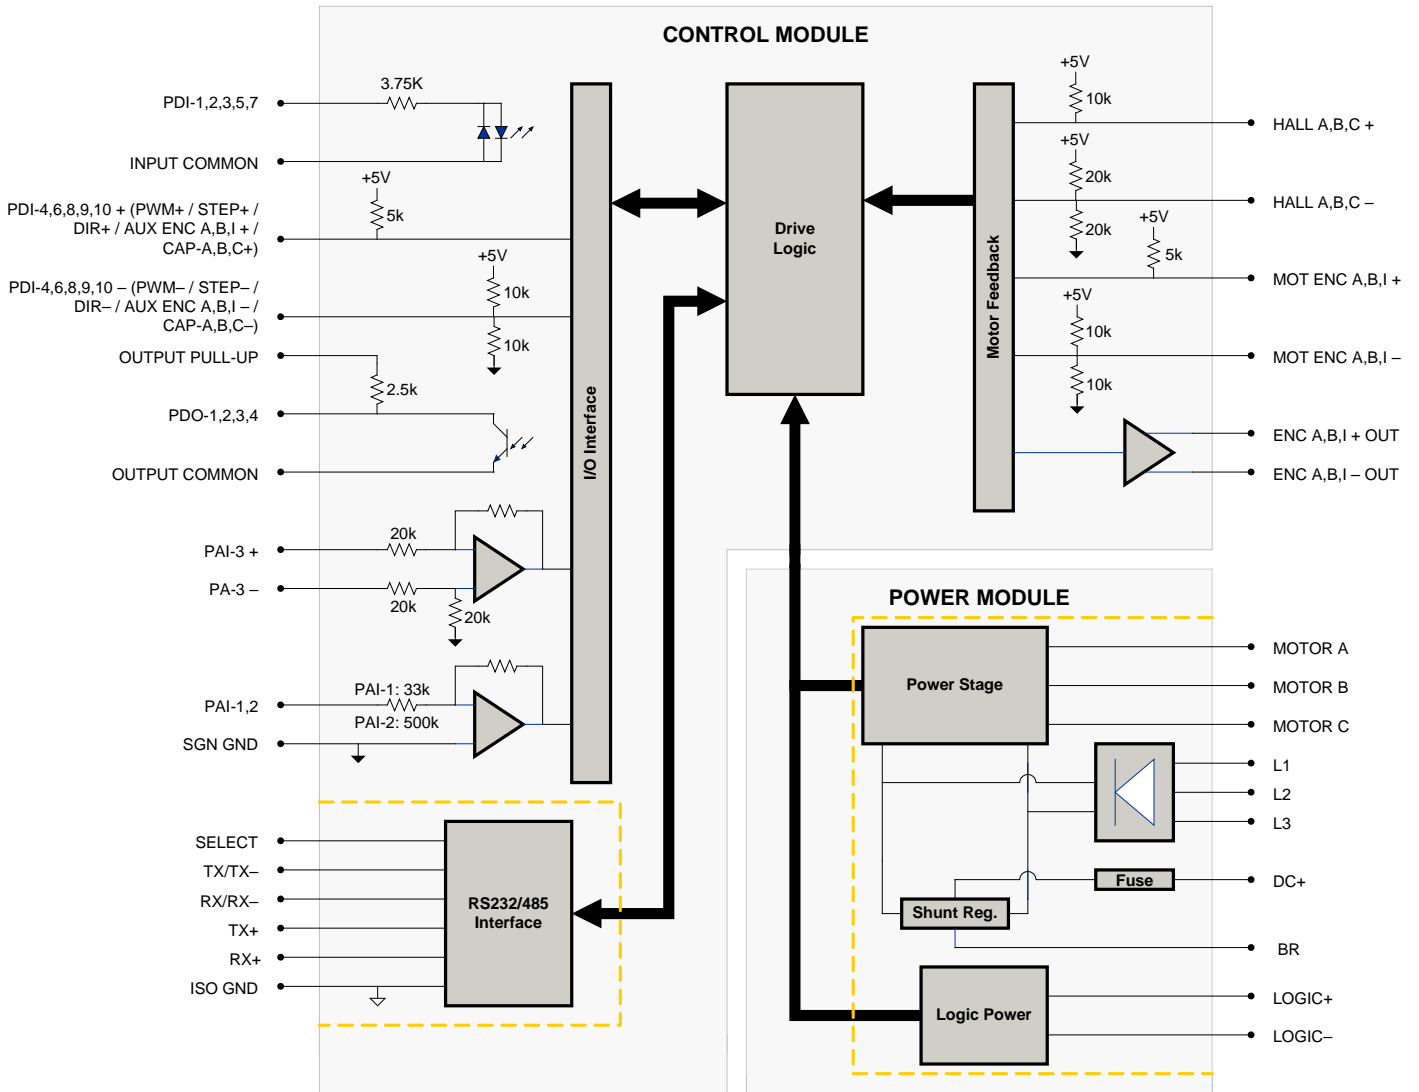 CONTROL MODULE
PDI-1,2,3,5,7
3.75K
INPUT COMMON
+5V
5k
PDI-4,6,8,9,10 + (PWM+ / STEP+ /
DIR+ / AUX ENC A,B,I + /
CAP-A,B,C+)
+5V
10k
10k
PDI-4,6,8,9,10 – (PWM– / STEP– /
DIR– / AUX ENC A,B,I – /
CAP-A,B,C–)
OUTPUT PULL-UP
2.5k
PDO-1,2,3,4
OUTPUT COMMON
PAI-3 +
20k
PA-3 –
20k
20k
PAI-1,2
PAI-1: 33k
PAI-2: 500k
SGN GND
I/O Interface
SELECT
TX/TX–
RX/RX–
TX+
RX+
ISO GND
RS232/485
Interface
Drive
Logic
Motor Feedback
+5V
10k
HALL A,B,C +
+5V
20k
20k
HALL A,B,C –
+5V
5k
MOT ENC A,B,I +
+5V
10k
10k
MOT ENC A,B,I –
ENC A,B,I + OUT
ENC A,B,I – OUT
POWER MODULE
Power Stage
MOTOR A
MOTOR B
MOTOR C
L1
L2
L3
Fuse
DC+
Shunt Reg.
BR
Logic Power
LOGIC+
LOGIC–